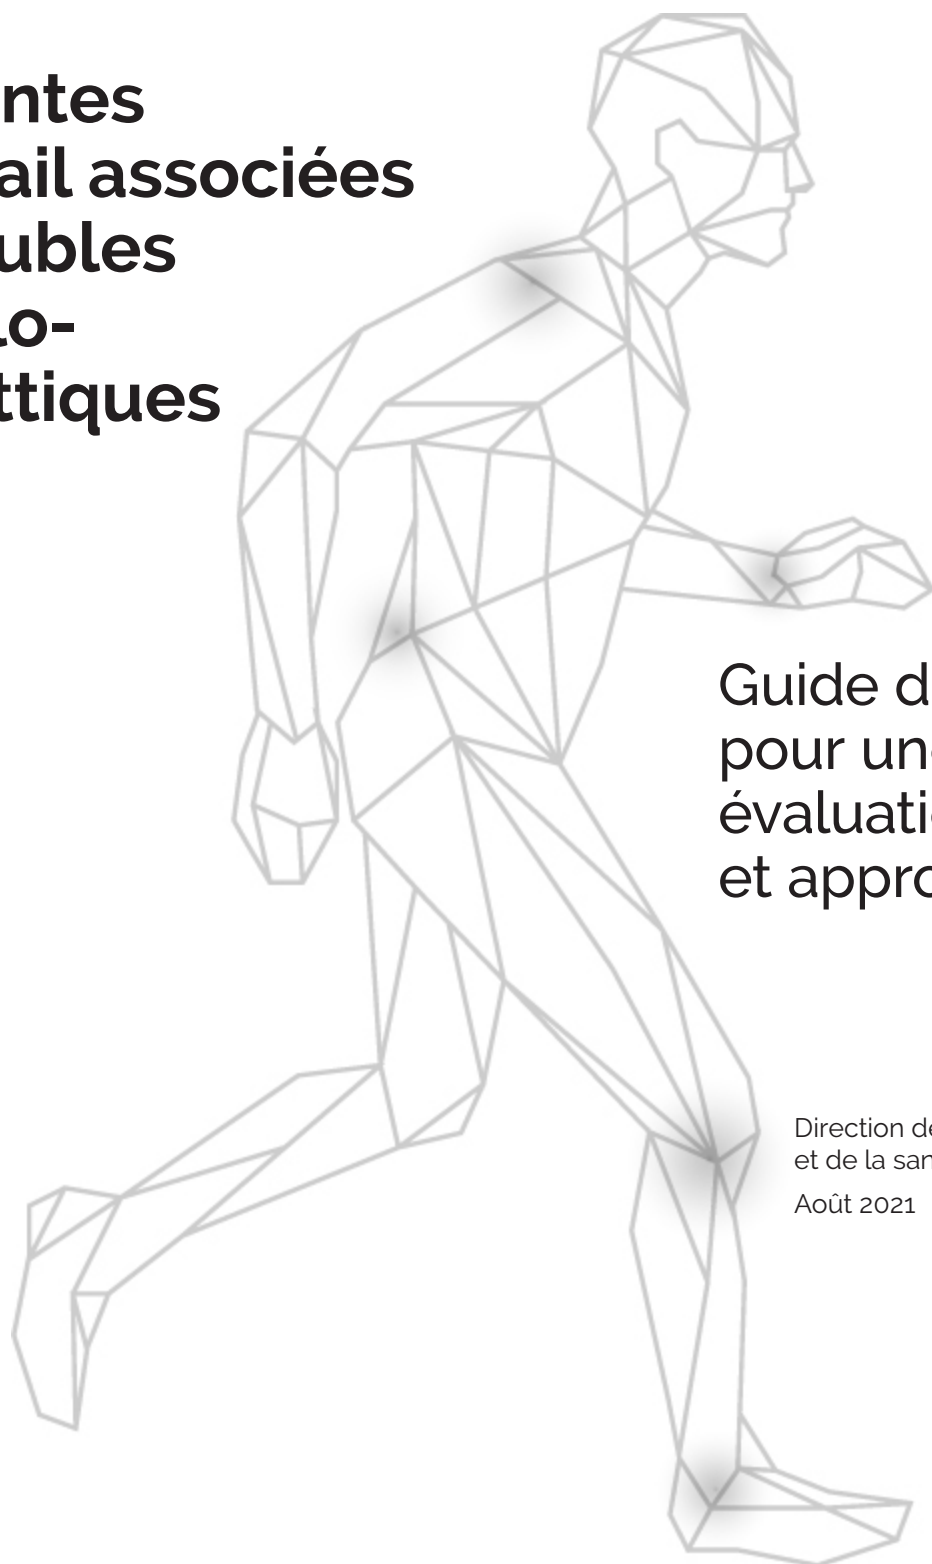 ntes
ail associées
ubles
lo-
ttiques
Guide d
pour un
évaluati
et appro
Direction de
et de la san
Août 2021